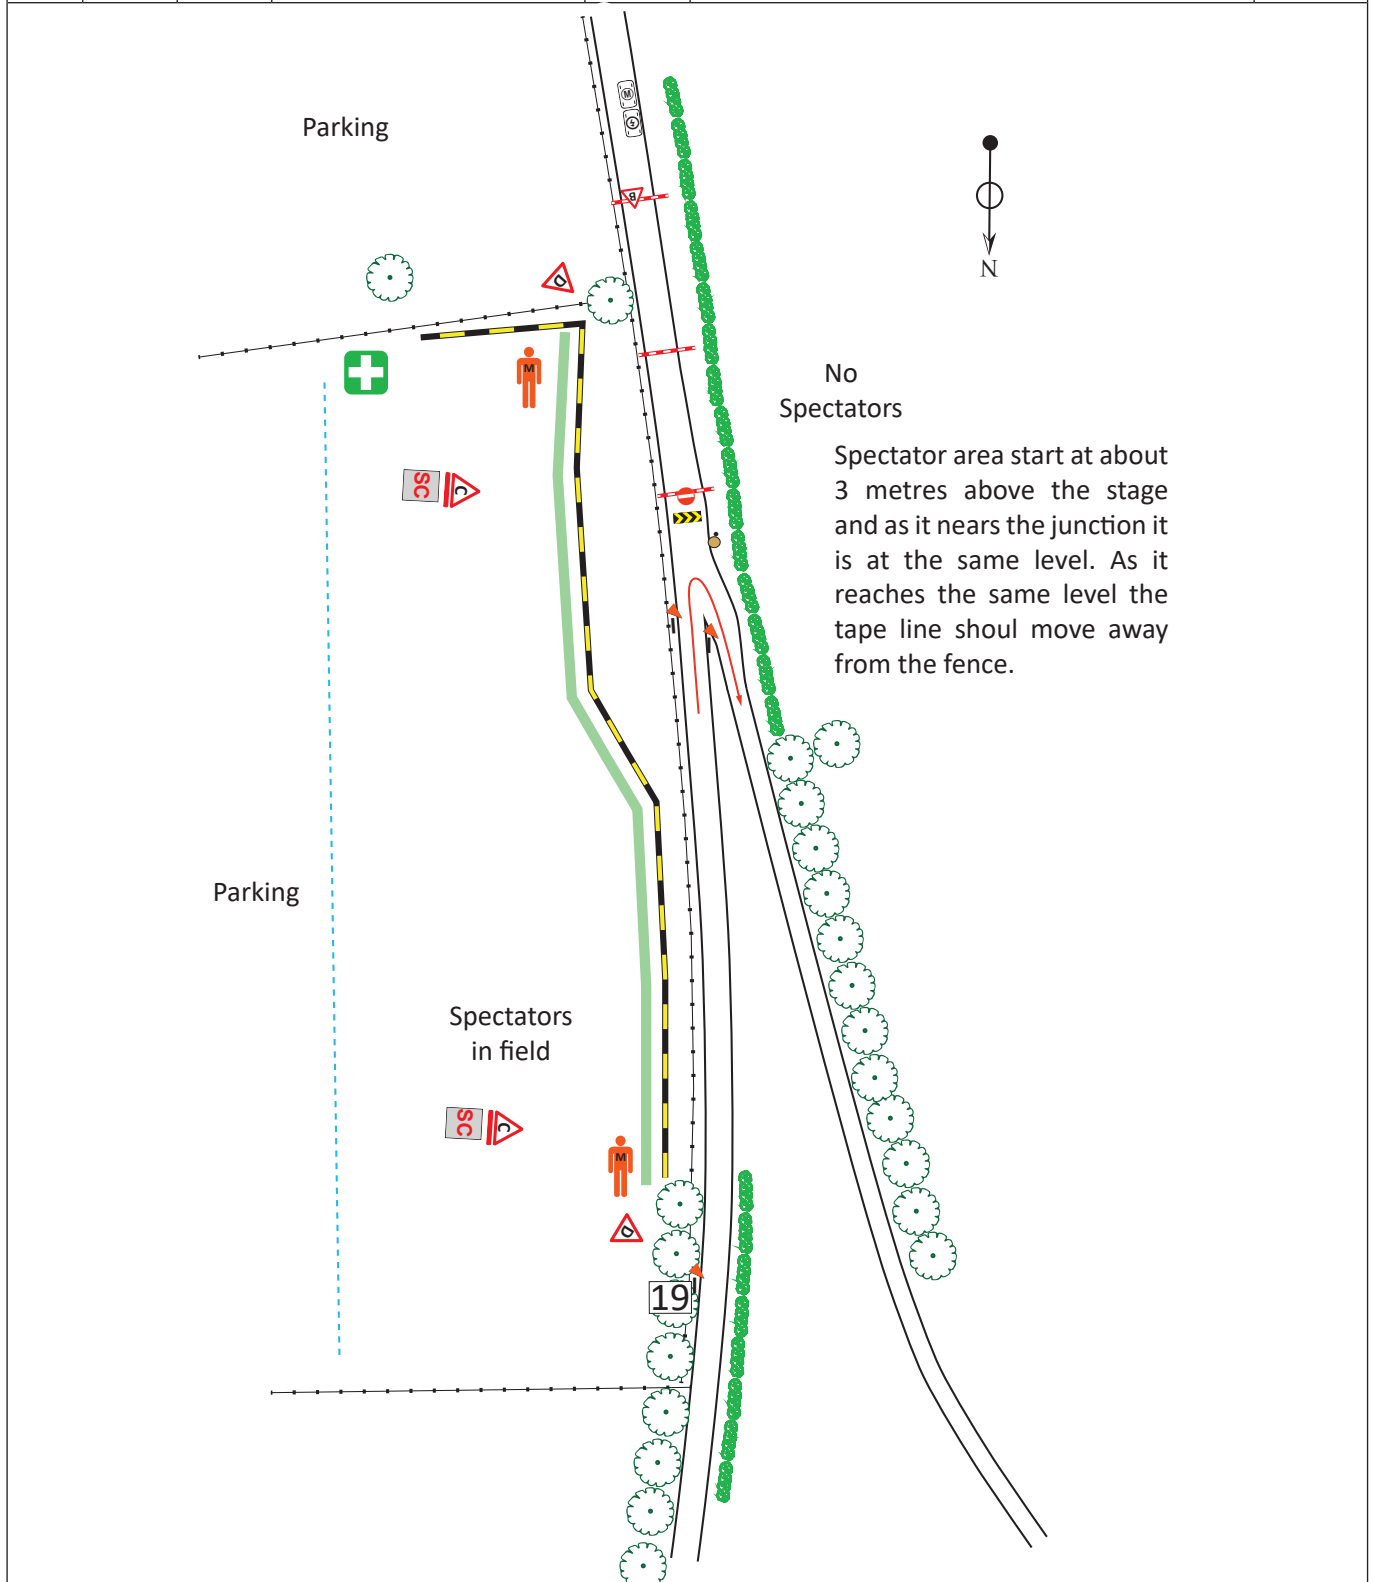 Parking
M
B
D
N
M
No
Spectators
Spectator area start at about
3 metres above the stage
and as it nears the junction it
is at the same level. As it
reaches the same level the
tape line shoul move away
from the fence.
SC
C
Parking
Spectators
in field
SC
C
M
D
19